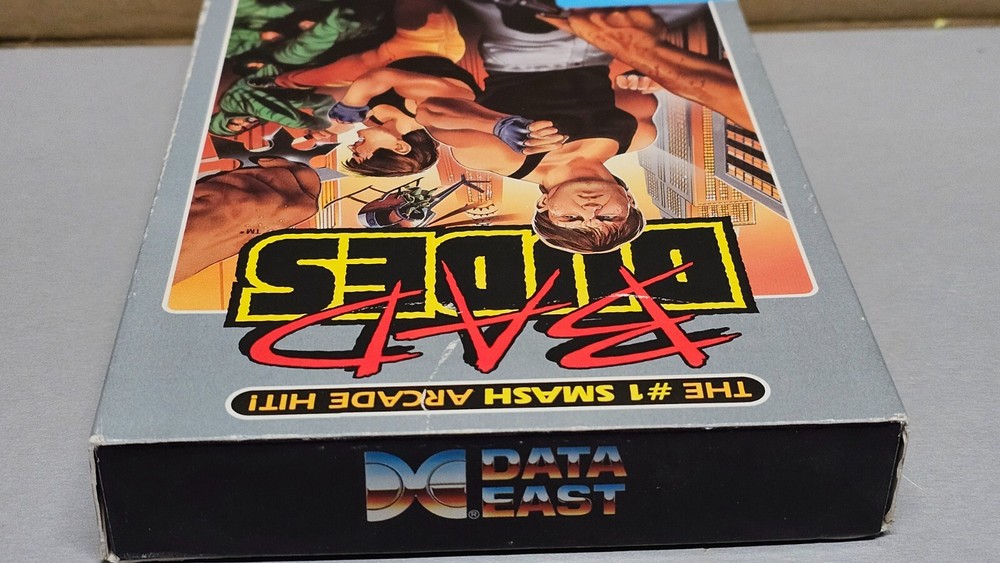 THE #1 SMASH ARCADE HIT!
BAD
DUDES
TM
DATA
EAST
®